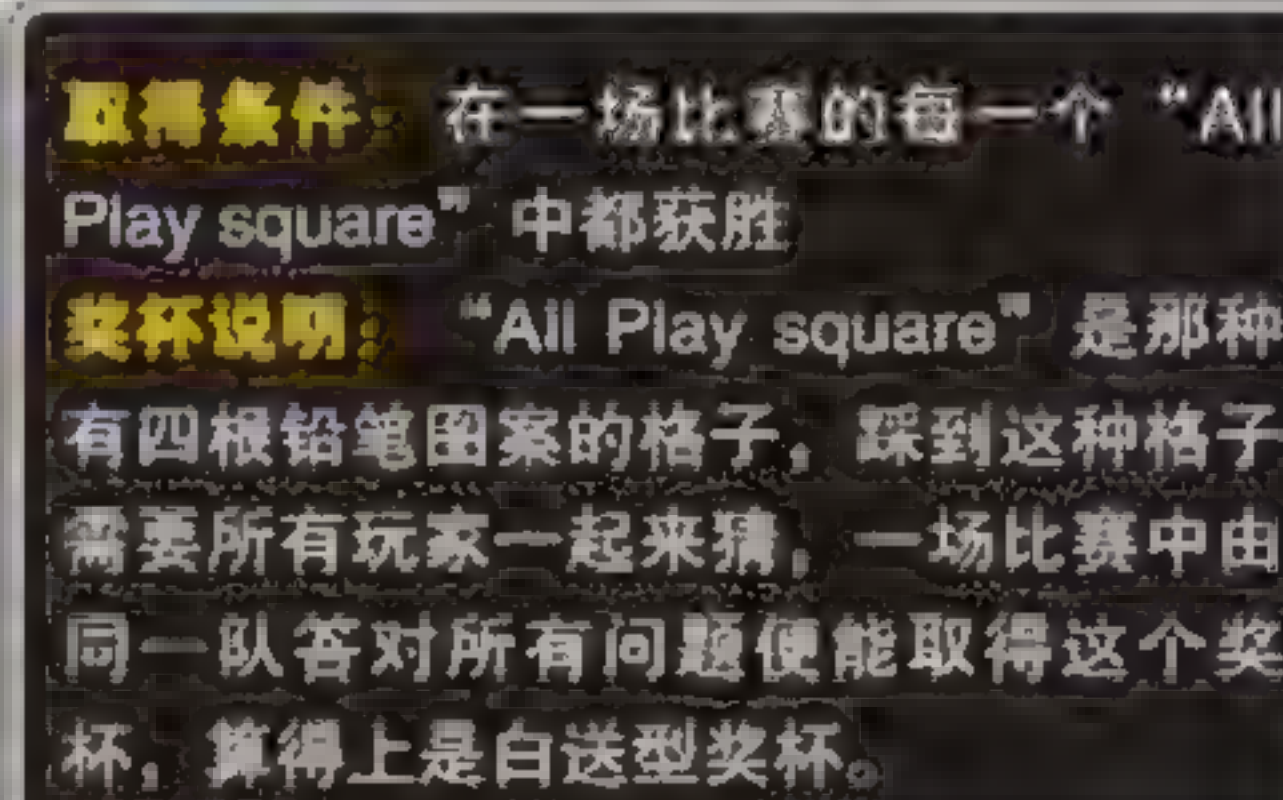 取得条件： 在一场比赛的每一个 “All
Play square” 中都获胜
奖杯说明： “All Play square” 是那种
有四根铅笔图案的格子，踩到这种格子
需要所有玩家一起来猜，一场比赛中由
同一队答对所有问题便能取得这个奖
杯，算得上是白送型奖杯。